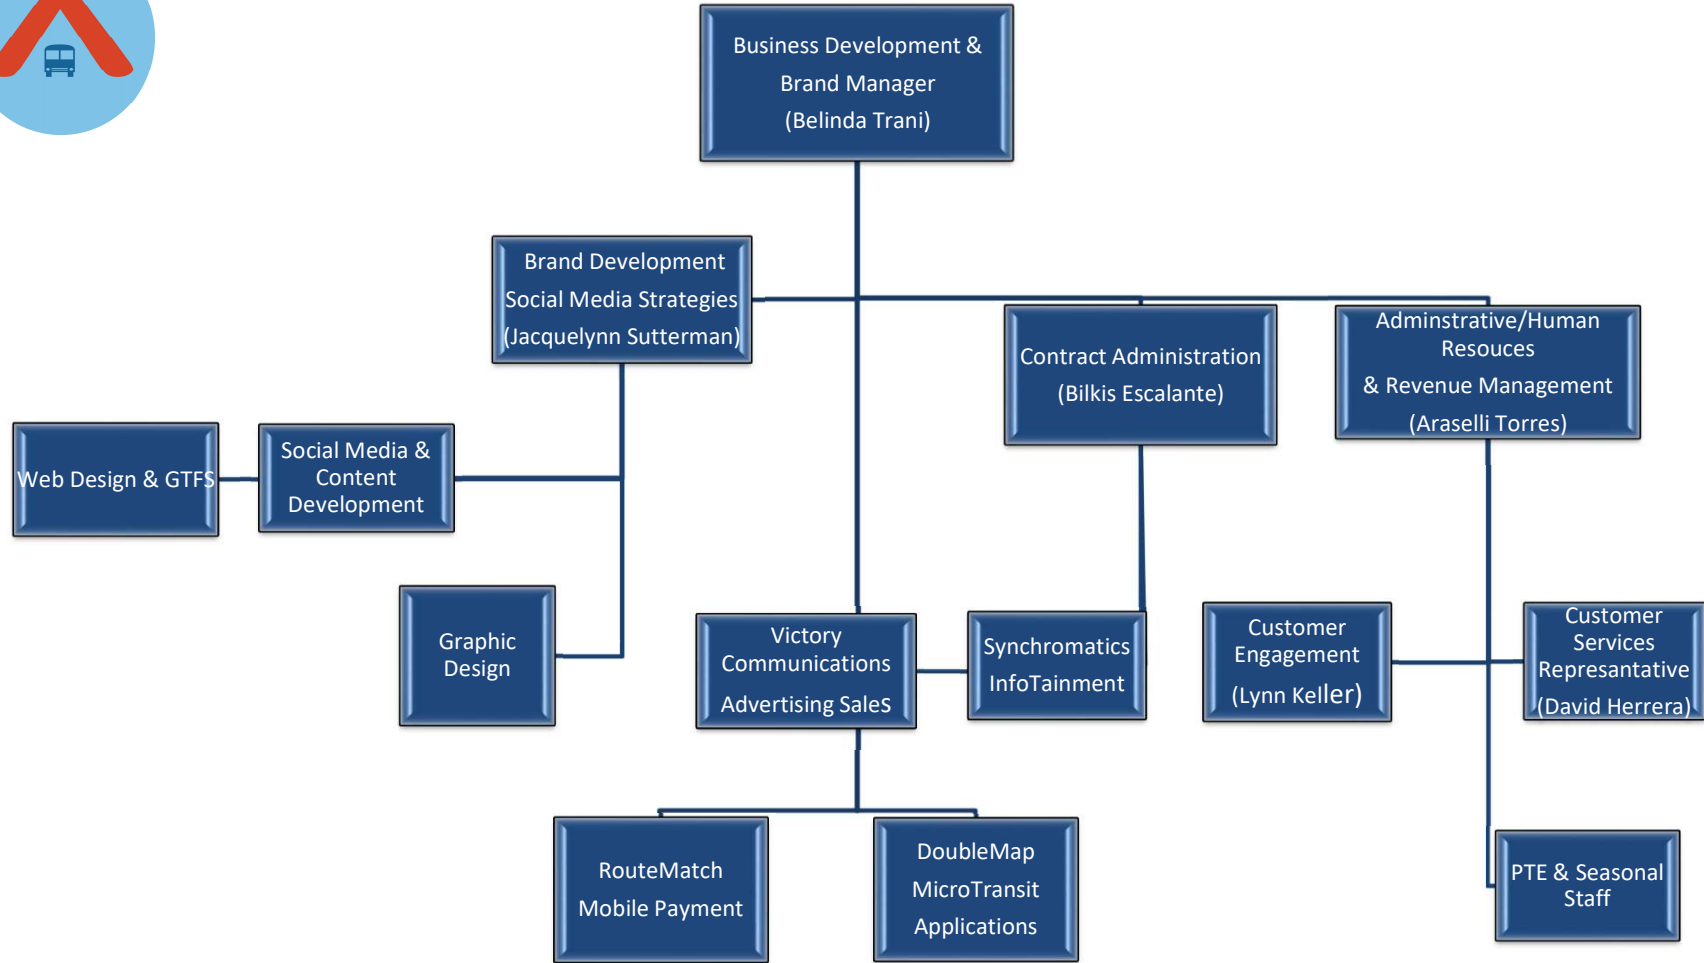 Business Development &
Brand Manager
(Belinda Trani)
Brand Development
Social Media Strategies
(Jacquelynn Sutterman)
Contract Administration
(Bilkis Escalante)
Adminstrative/Human
Resouces
& Revenue Management
(Araselli Torres)
Web Design & GTFS
Social Media &
Content
Development
Graphic
Design
Victory
Communications
Advertising Sales
Synchromatics
InfoTainment
Customer
Engagement
(Lynn Keller)
Customer
Services
Represantative
(David Herrera)
RouteMatch
Mobile Payment
DoubleMap
MicroTransit
Applications
PTE & Seasonal
Staff